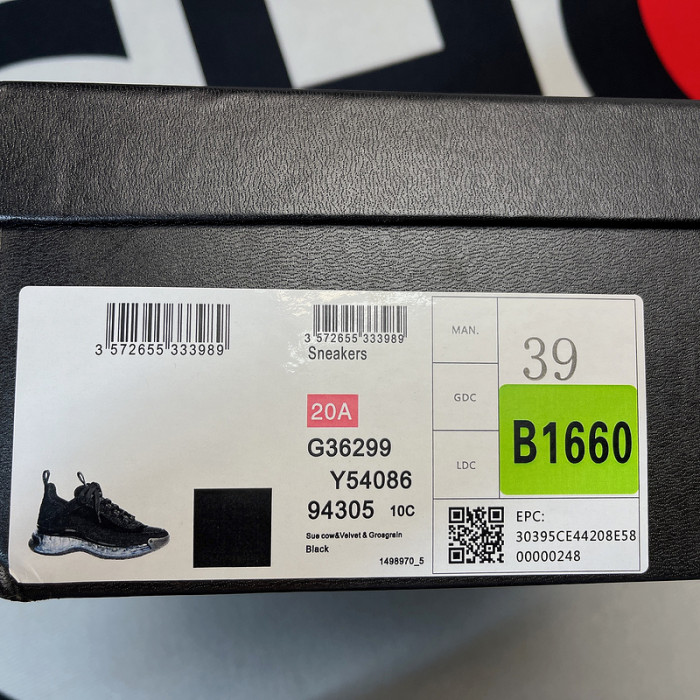 3 572655 333989
3 572655 333989
Sneakers
20A
G36299
Y54086
94305 10C
Sue cow&Velvet & Grosgrain
Black
1498970_5
MAN.
39
GDC
B1660
LDC
EPC:
30395CE44208E58
00000248